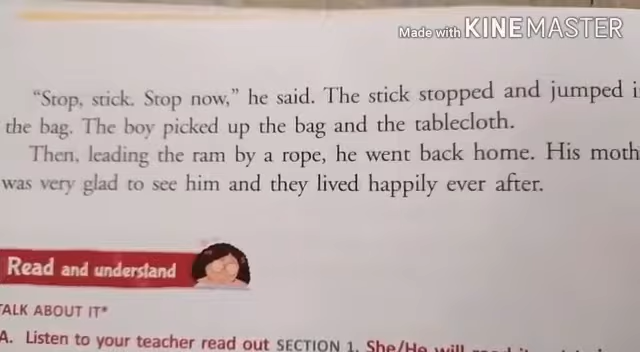 Made with KINEMASTER
“Stop, stick. Stop now,” he said. The stick stopped and jumped
the bag. The boy picked up the bag and the tablecloth.
Then, leading the ram by a rope, he went back home. His
was very glad to see him and they lived happily ever after.
Read and understand
TALK ABOUT IT*
A. Listen to your teacher read out SECTION 1. She/He will